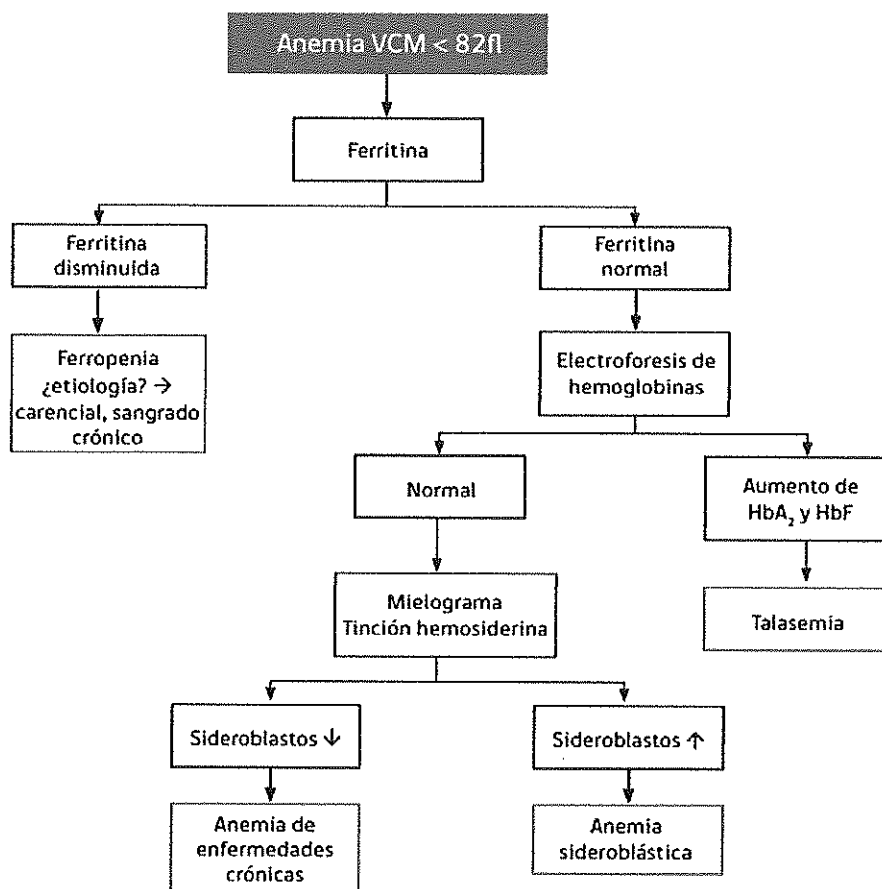 Anemia VCM < 82fl
Ferritina
Ferritina
disminuida
Ferritina
normal
Ferropenia
¿etiología? →
carencial, sangrado
crónico
Electroforesis de
hemoglobinas
Normal
Aumento de
HbA₂ y HbF
Mielograma
Tinción hemosiderina
Talasemia
Sideroblastos ↓
Sideroblastos ↑
Anemia de
enfermedades
crónicas
Anemia
sideroblástica